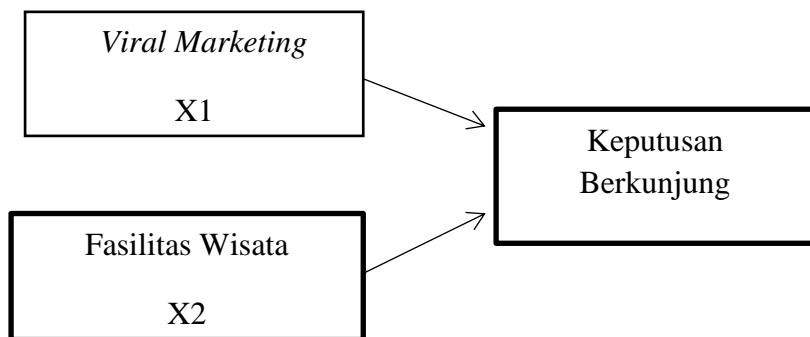 Viral Marketing
X1
Keputusan
Berkunjung
Fasilitas Wisata
X2